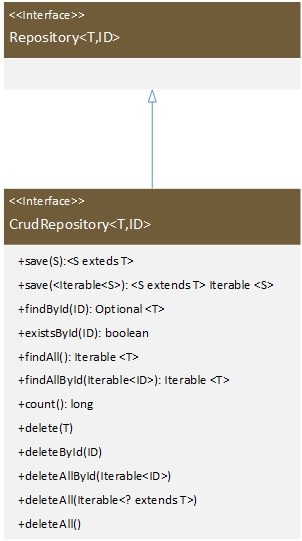 <<Interface>>
Repository<T,ID>
<<Interface>>
CrudRepository<T,ID>
+save(S):<S exteds T>
+save(<Iterable<S>): <S extends T> Iterable <S>
+findById(ID): Optional <T>
+existsById(ID): boolean
+findAll(): Iterable <T>
+findAllById(Iterable<ID>): Iterable <T>
+count(): long
+delete(T)
+deleteById(ID)
+deleteAllById(Iterable<ID>)
+deleteAll(Iterable<? extends T>)
+deleteAll()